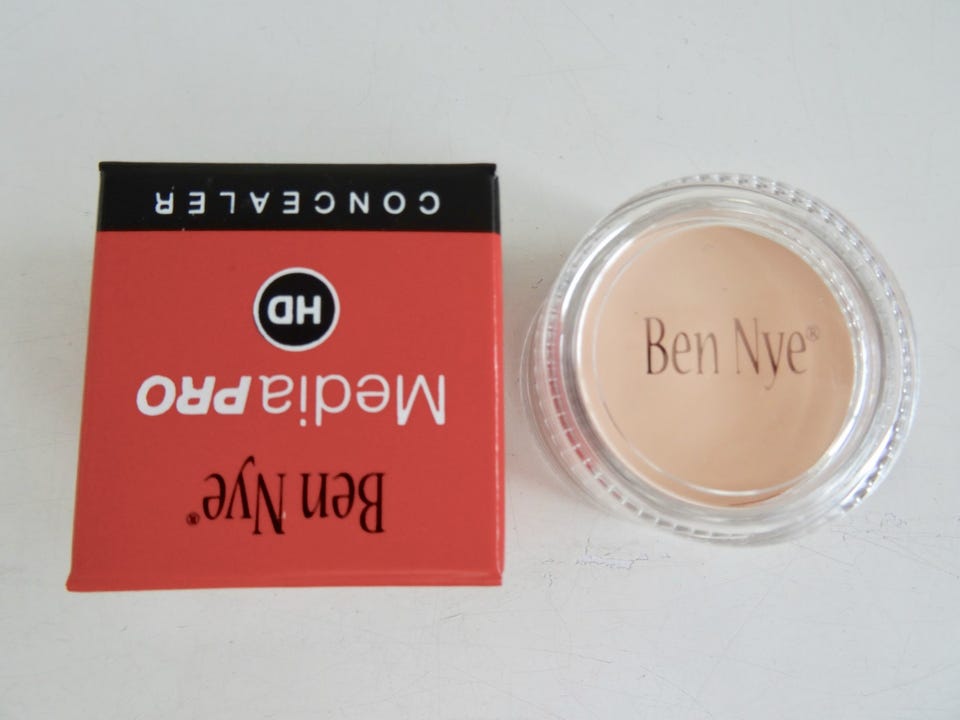 Ben Nye®
MediaPRO
HD
CONCEALER
Ben Nye®